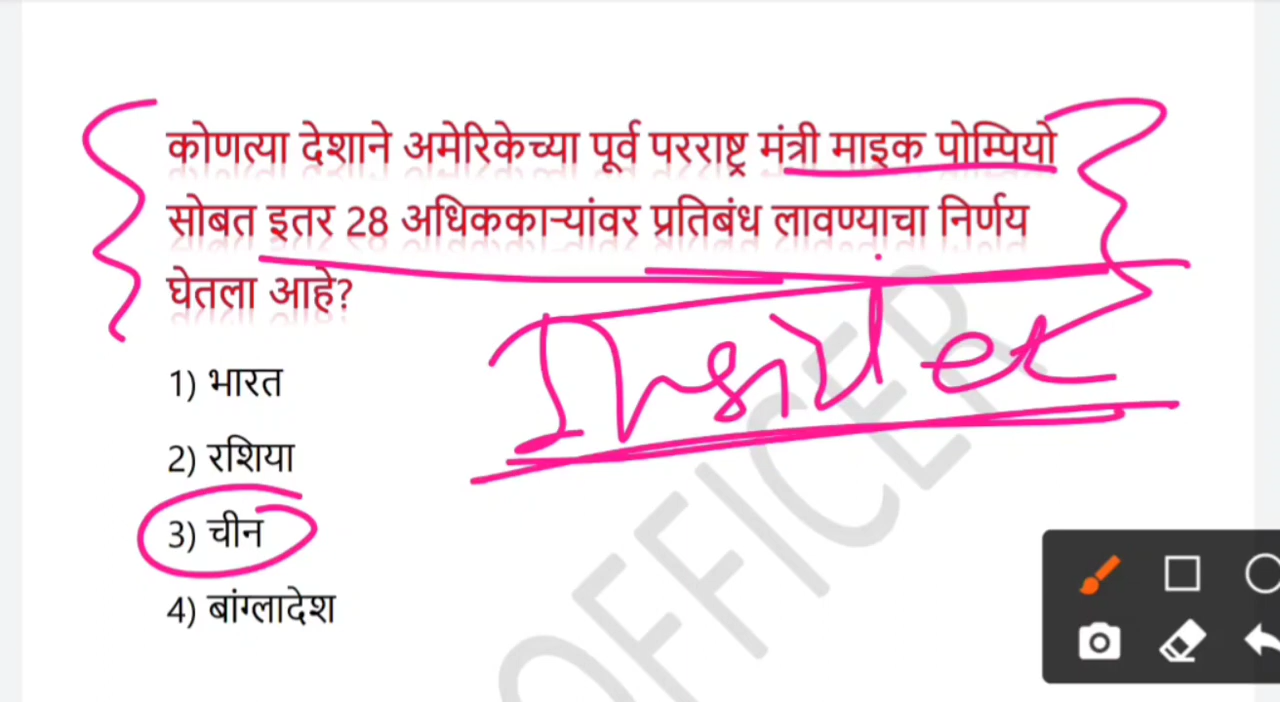 कोणत्या देशाने अमेरिकेच्या पूर्व परराष्ट्र मंत्री माइक पोम्पियो
सोबत इतर 28 अधिककाऱ्यांवर प्रतिबंध लावण्याचा निर्णय
घेतला आहे?
1) भारत
2) रशिया
3) चीन
4) बांग्लादेश
OFFICER